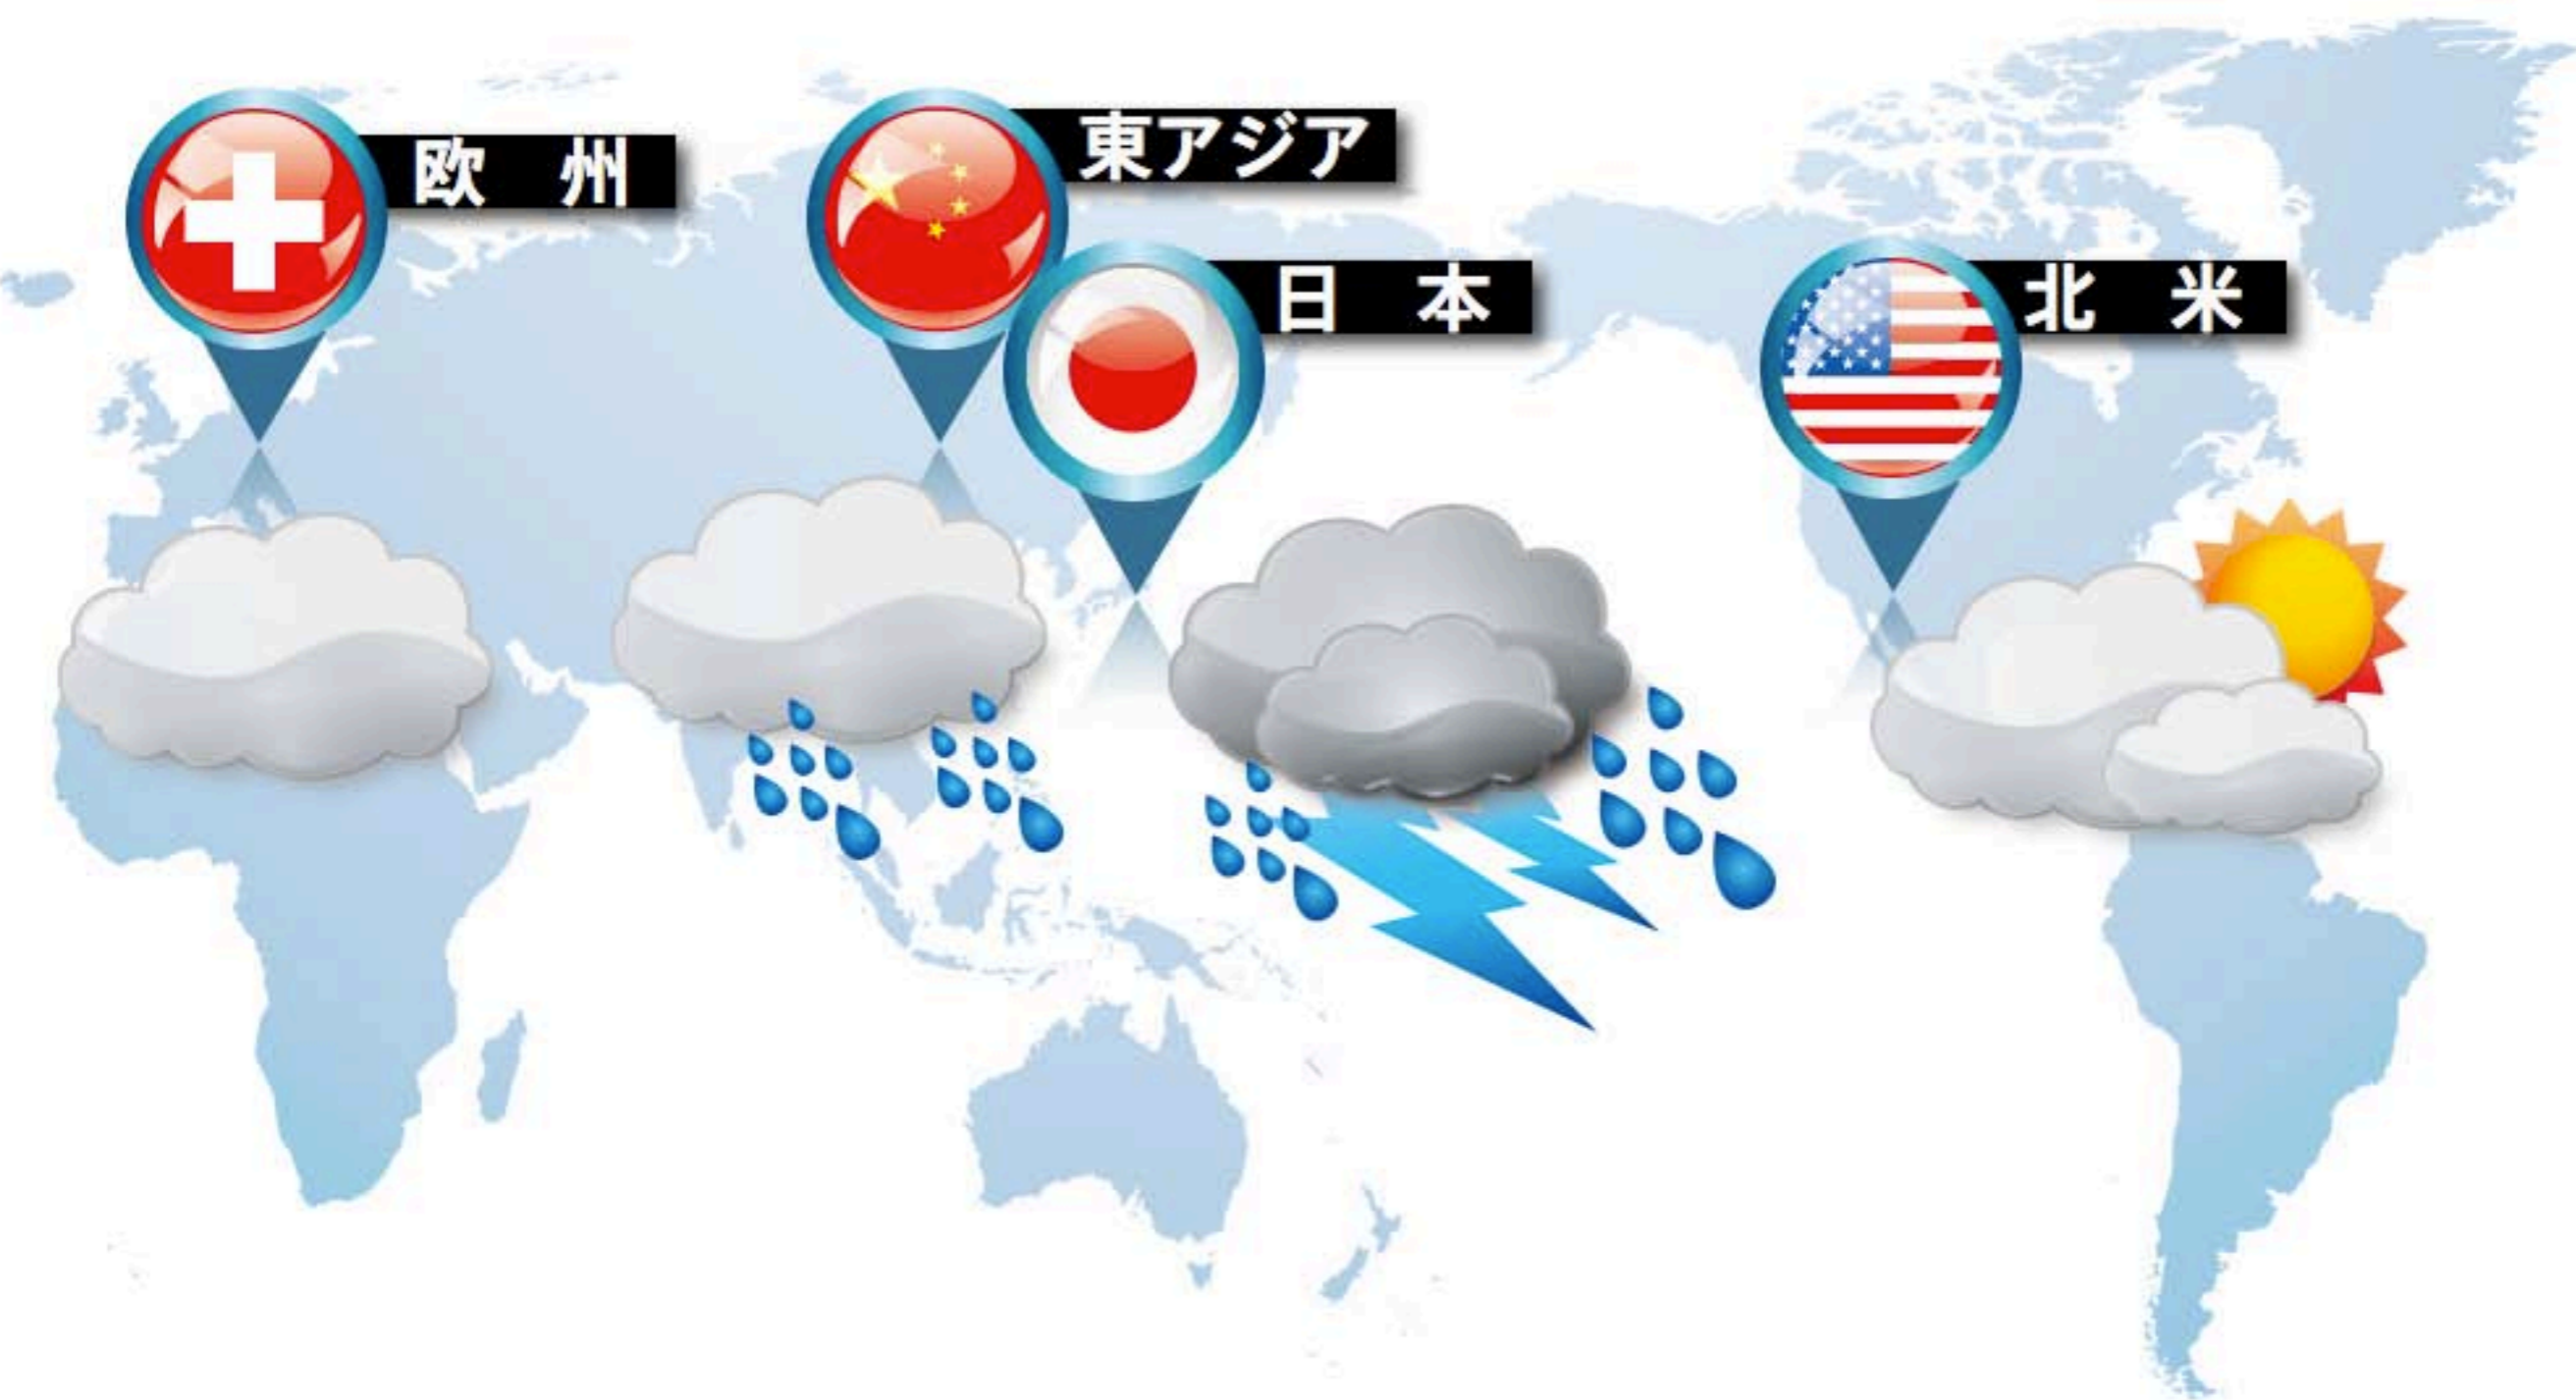 欧　州
東アジア
日　本
北　米